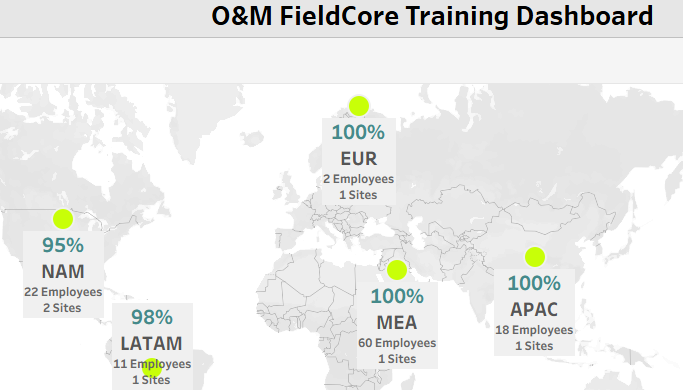 O&M FieldCore Training Dashboard
100%
EUR
2 Employees
1 Sites
95%
NAM
22 Employees
2 Sites
100%
MEA
60 Employees
1 Sites
100%
APAC
18 Employees
1 Sites
98%
LATAM
11 Employees
1 Sites